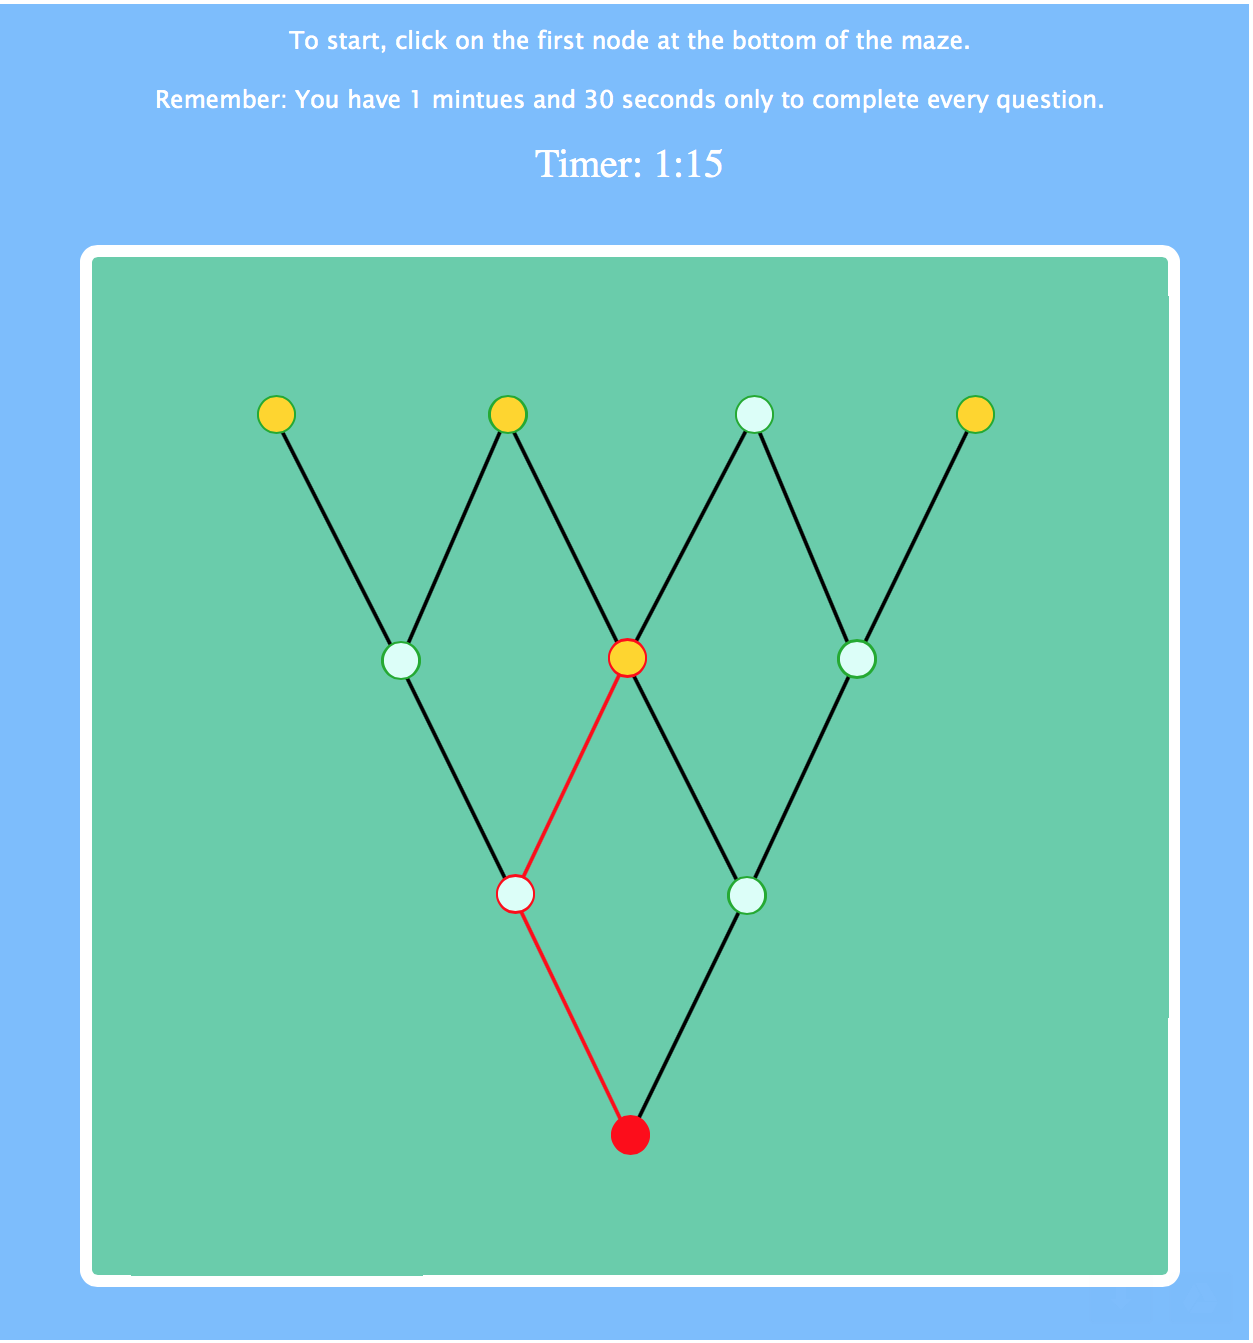 To start, click on the first node at the bottom of the maze.
Remember: You have 1 mintues and 30 seconds only to complete every question.
Timer: 1:15